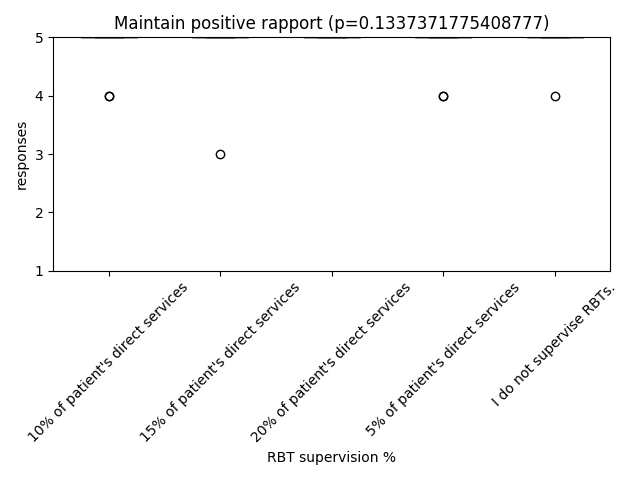 Maintain positive rapport (p=0.1337371775408777)
5
4
3
2
1
responses
10% of patient's direct services
15% of patient's direct services
20% of patient's direct services
5% of patient's direct services
I do not supervise RBTs.
RBT supervision %